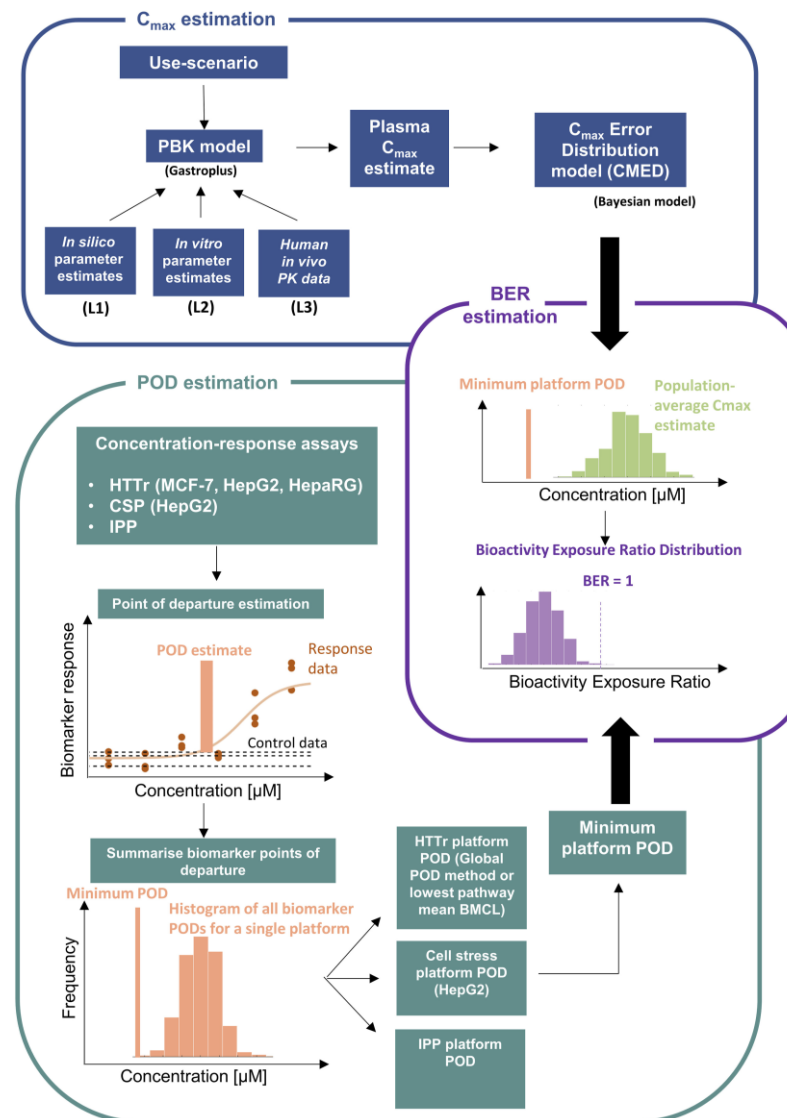 Cmax estimation
Use-scenario
PBK model
(Gastroplus)
Plasma
Cmax
estimate
Cmax Error
Distribution
model (CMED)
(Bayesian model)
In silico
parameter
estimates
(L1)
In vitro
parameter
estimates
(L2)
Human
in vivo
PK data
(L3)
BER
estimation
Minimum platform POD
Population-
average Cmax
estimate
Concentration [µM]
Bioactivity Exposure Ratio Distribution
BER = 1
Bioactivity Exposure Ratio
POD estimation
Concentration-response assays
• HTTr (MCF-7, HepG2, HepaRG)
• CSP (HepG2)
• IPP
Point of departure estimation
POD estimate
Response
data
Control data
Biomarker response
Concentration [µM]
Summarise biomarker points of
departure
Minimum POD
Histogram of all biomarker
PODs for a single platform
Frequency
Concentration [µM]
HTTr platform
POD (Global
POD method or
lowest pathway
mean BMCL)
Cell stress
platform POD
(HepG2)
IPP platform
POD
Minimum
platform POD